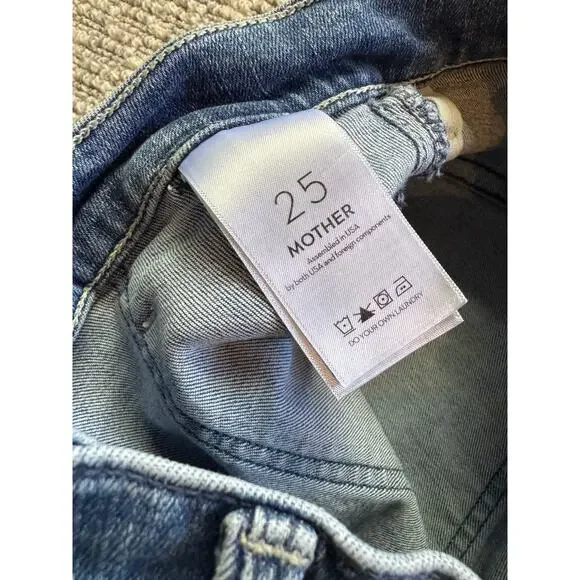 25
MOTHER
Assembled in USA
by both USA and foreign components
DO YOUR OWN LAUNDRY